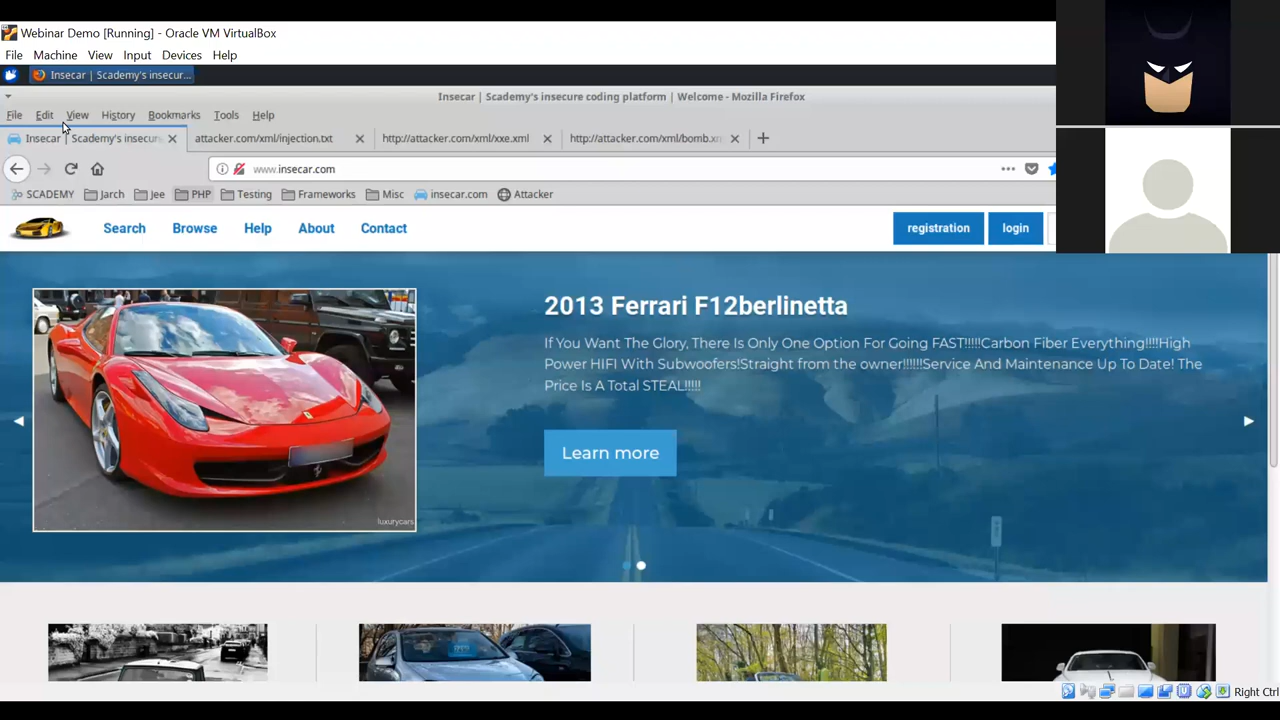 Webinar Demo [Running] - Oracle VM VirtualBox
File Machine View Input Devices Help
Insecar | Scademy's insecur...
Insecar | Scademy's insecure coding platform | Welcome - Mozilla Firefox
File Edit View History Bookmarks Tools Help
Insecar | Scademy's insecur attacker.com/xml/injection.txt http://attacker.com/xml/xxe.xml http://attacker.com/xml/bomb.xm
www.insecar.com
SCADEMY Jarch Jee PHP Testing Frameworks Misc insecar.com Attacker
Search Browse Help About Contact registration login
2013 Ferrari F12berlinetta
If You Want The Glory, There Is Only One Option For Going FAST!!!!!Carbon Fiber Everything!!!!High
Power HIFI With Subwoofers!Straight from the owner!!!!!!Service And Maintenance Up To Date! The
Price Is A Total STEAL!!!!!
Learn more
luxurycars
Right Ctrl